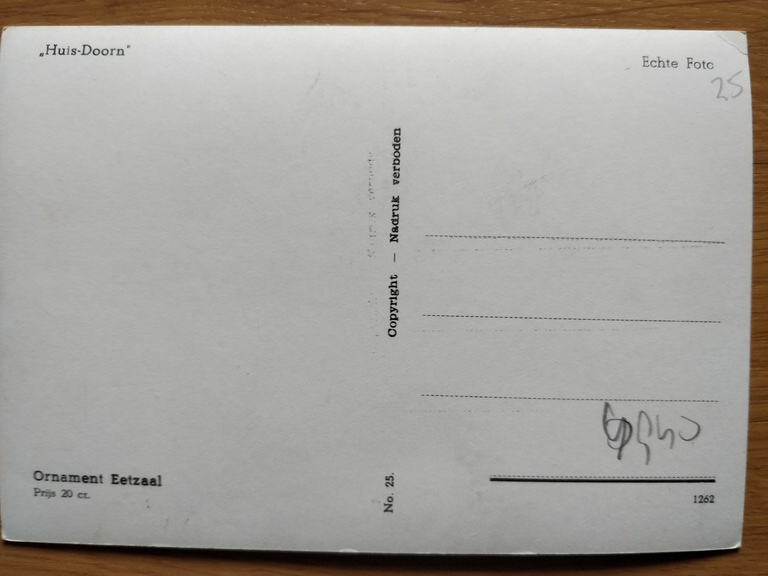 „Huis-Doorn”
Echte Foto
25
Copyright — Nadruk verboden
Ornament Eetzaal
Prijs 20 ct.
No. 25.
1262